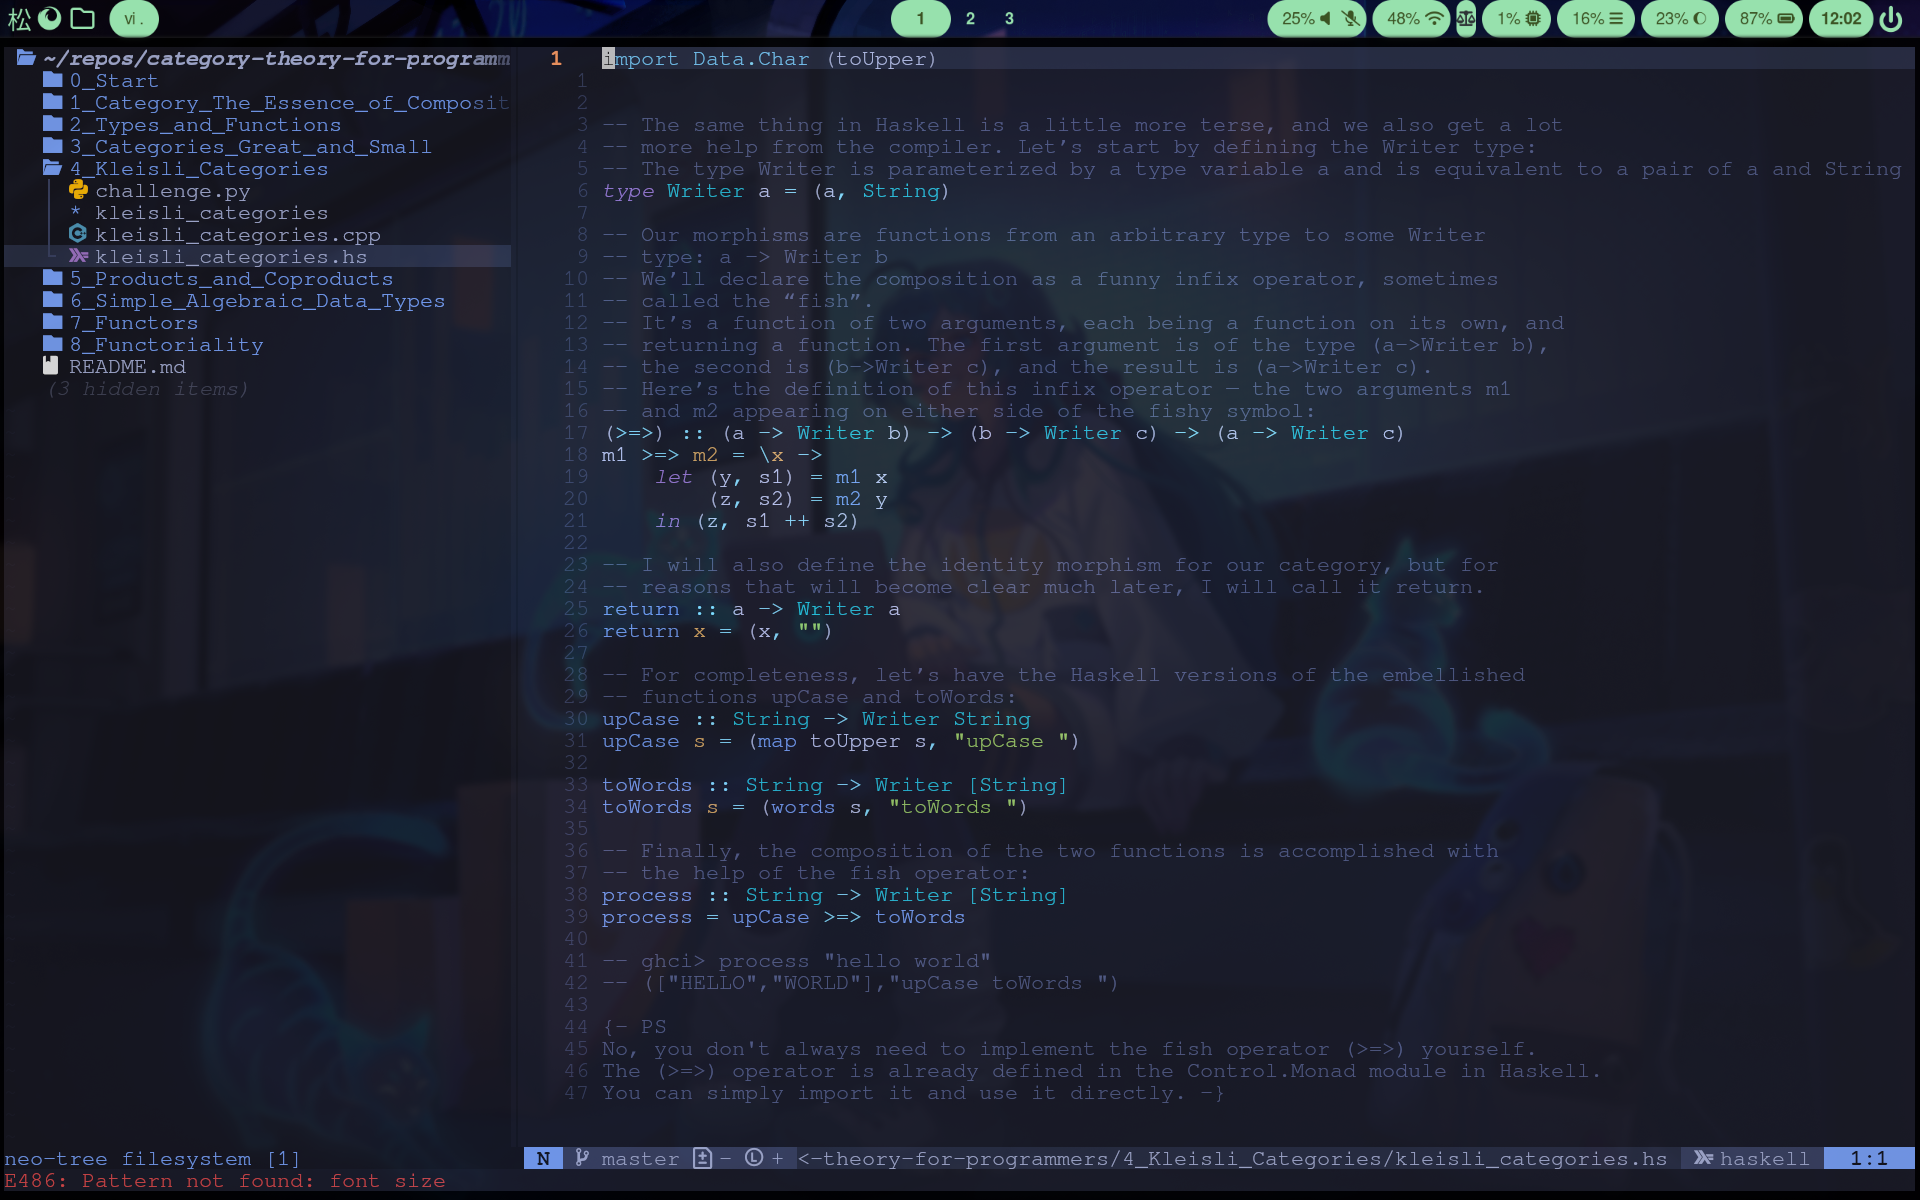 松 vi . 1 2 3 25% 48% 1% 16% 23% 87% 12:02
~/repos/category-theory-for-programm
0_Start
1_Category_The_Essence_of_Composit
2_Types_and_Functions
3_Categories_Great_and_Small
4_Kleisli_Categories
challenge.py
* kleisli_categories
kleisli_categories.cpp
kleisli_categories.hs
5_Products_and_Coproducts
6_Simple_Algebraic_Data_Types
7_Functors
8_Functoriality
README.md
(3 hidden items)
1 import Data.Char (toUpper)
1
2
3 -- The same thing in Haskell is a little more terse, and we also get a lot
4 -- more help from the compiler. Let’s start by defining the Writer type:
5 -- The type Writer is parameterized by a type variable a and is equivalent to a pair of a and String
6 type Writer a = (a, String)
7
8 -- Our morphisms are functions from an arbitrary type to some Writer
9 -- type: a -> Writer b
10 -- We’ll declare the composition as a funny infix operator, sometimes
11 -- called the “fish”.
12 -- It’s a function of two arguments, each being a function on its own, and
13 -- returning a function. The first argument is of the type (a->Writer b),
14 -- the second is (b->Writer c), and the result is (a->Writer c).
15 -- Here’s the definition of this infix operator — the two arguments m1
16 -- and m2 appearing on either side of the fishy symbol:
17 (>=>) :: (a -> Writer b) -> (b -> Writer c) -> (a -> Writer c)
18 m1 >=> m2 = \x ->
19 let (y, s1) = m1 x
20 (z, s2) = m2 y
21 in (z, s1 ++ s2)
22
23 -- I will also define the identity morphism for our category, but for
24 -- reasons that will become clear much later, I will call it return.
25 return :: a -> Writer a
26 return x = (x, "")
27
28 -- For completeness, let’s have the Haskell versions of the embellished
29 -- functions upCase and toWords:
30 upCase :: String -> Writer String
31 upCase s = (map toUpper s, "upCase ")
32
33 toWords :: String -> Writer [String]
34 toWords s = (words s, "toWords ")
35
36 -- Finally, the composition of the two functions is accomplished with
37 -- the help of the fish operator:
38 process :: String -> Writer [String]
39 process = upCase >=> toWords
40
41 -- ghci> process "hello world"
42 -- (["HELLO","WORLD"],"upCase toWords ")
43
44 {- PS
45 No, you don't always need to implement the fish operator (>=>) yourself.
46 The (>=>) operator is already defined in the Control.Monad module in Haskell.
47 You can simply import it and use it directly. -}
neo-tree filesystem [1]
N master - L + <-theory-for-programmers/4_Kleisli_Categories/kleisli_categories.hs haskell 1:1
E486: Pattern not found: font size